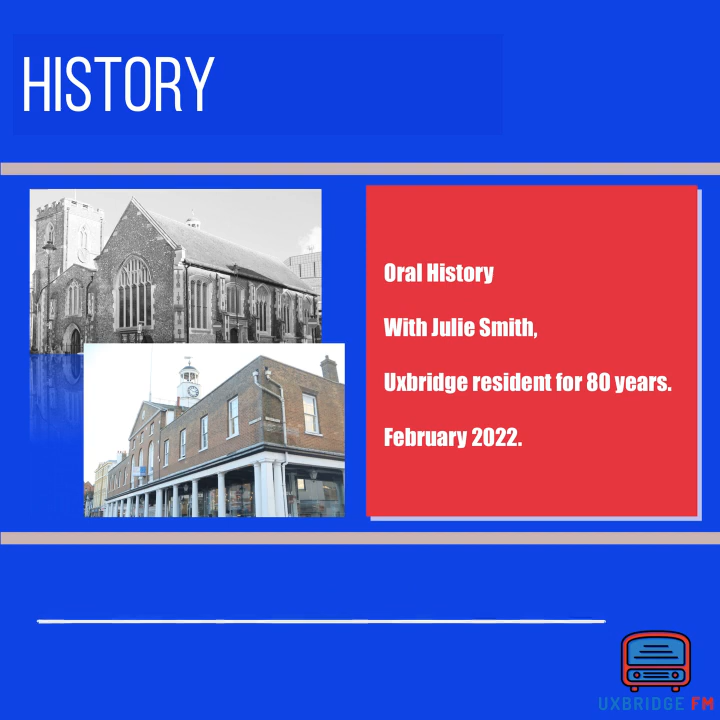 HISTORY
Oral History
With Julie Smith,
Uxbridge resident for 80 years.
February 2022.
UXBRIDGE FM